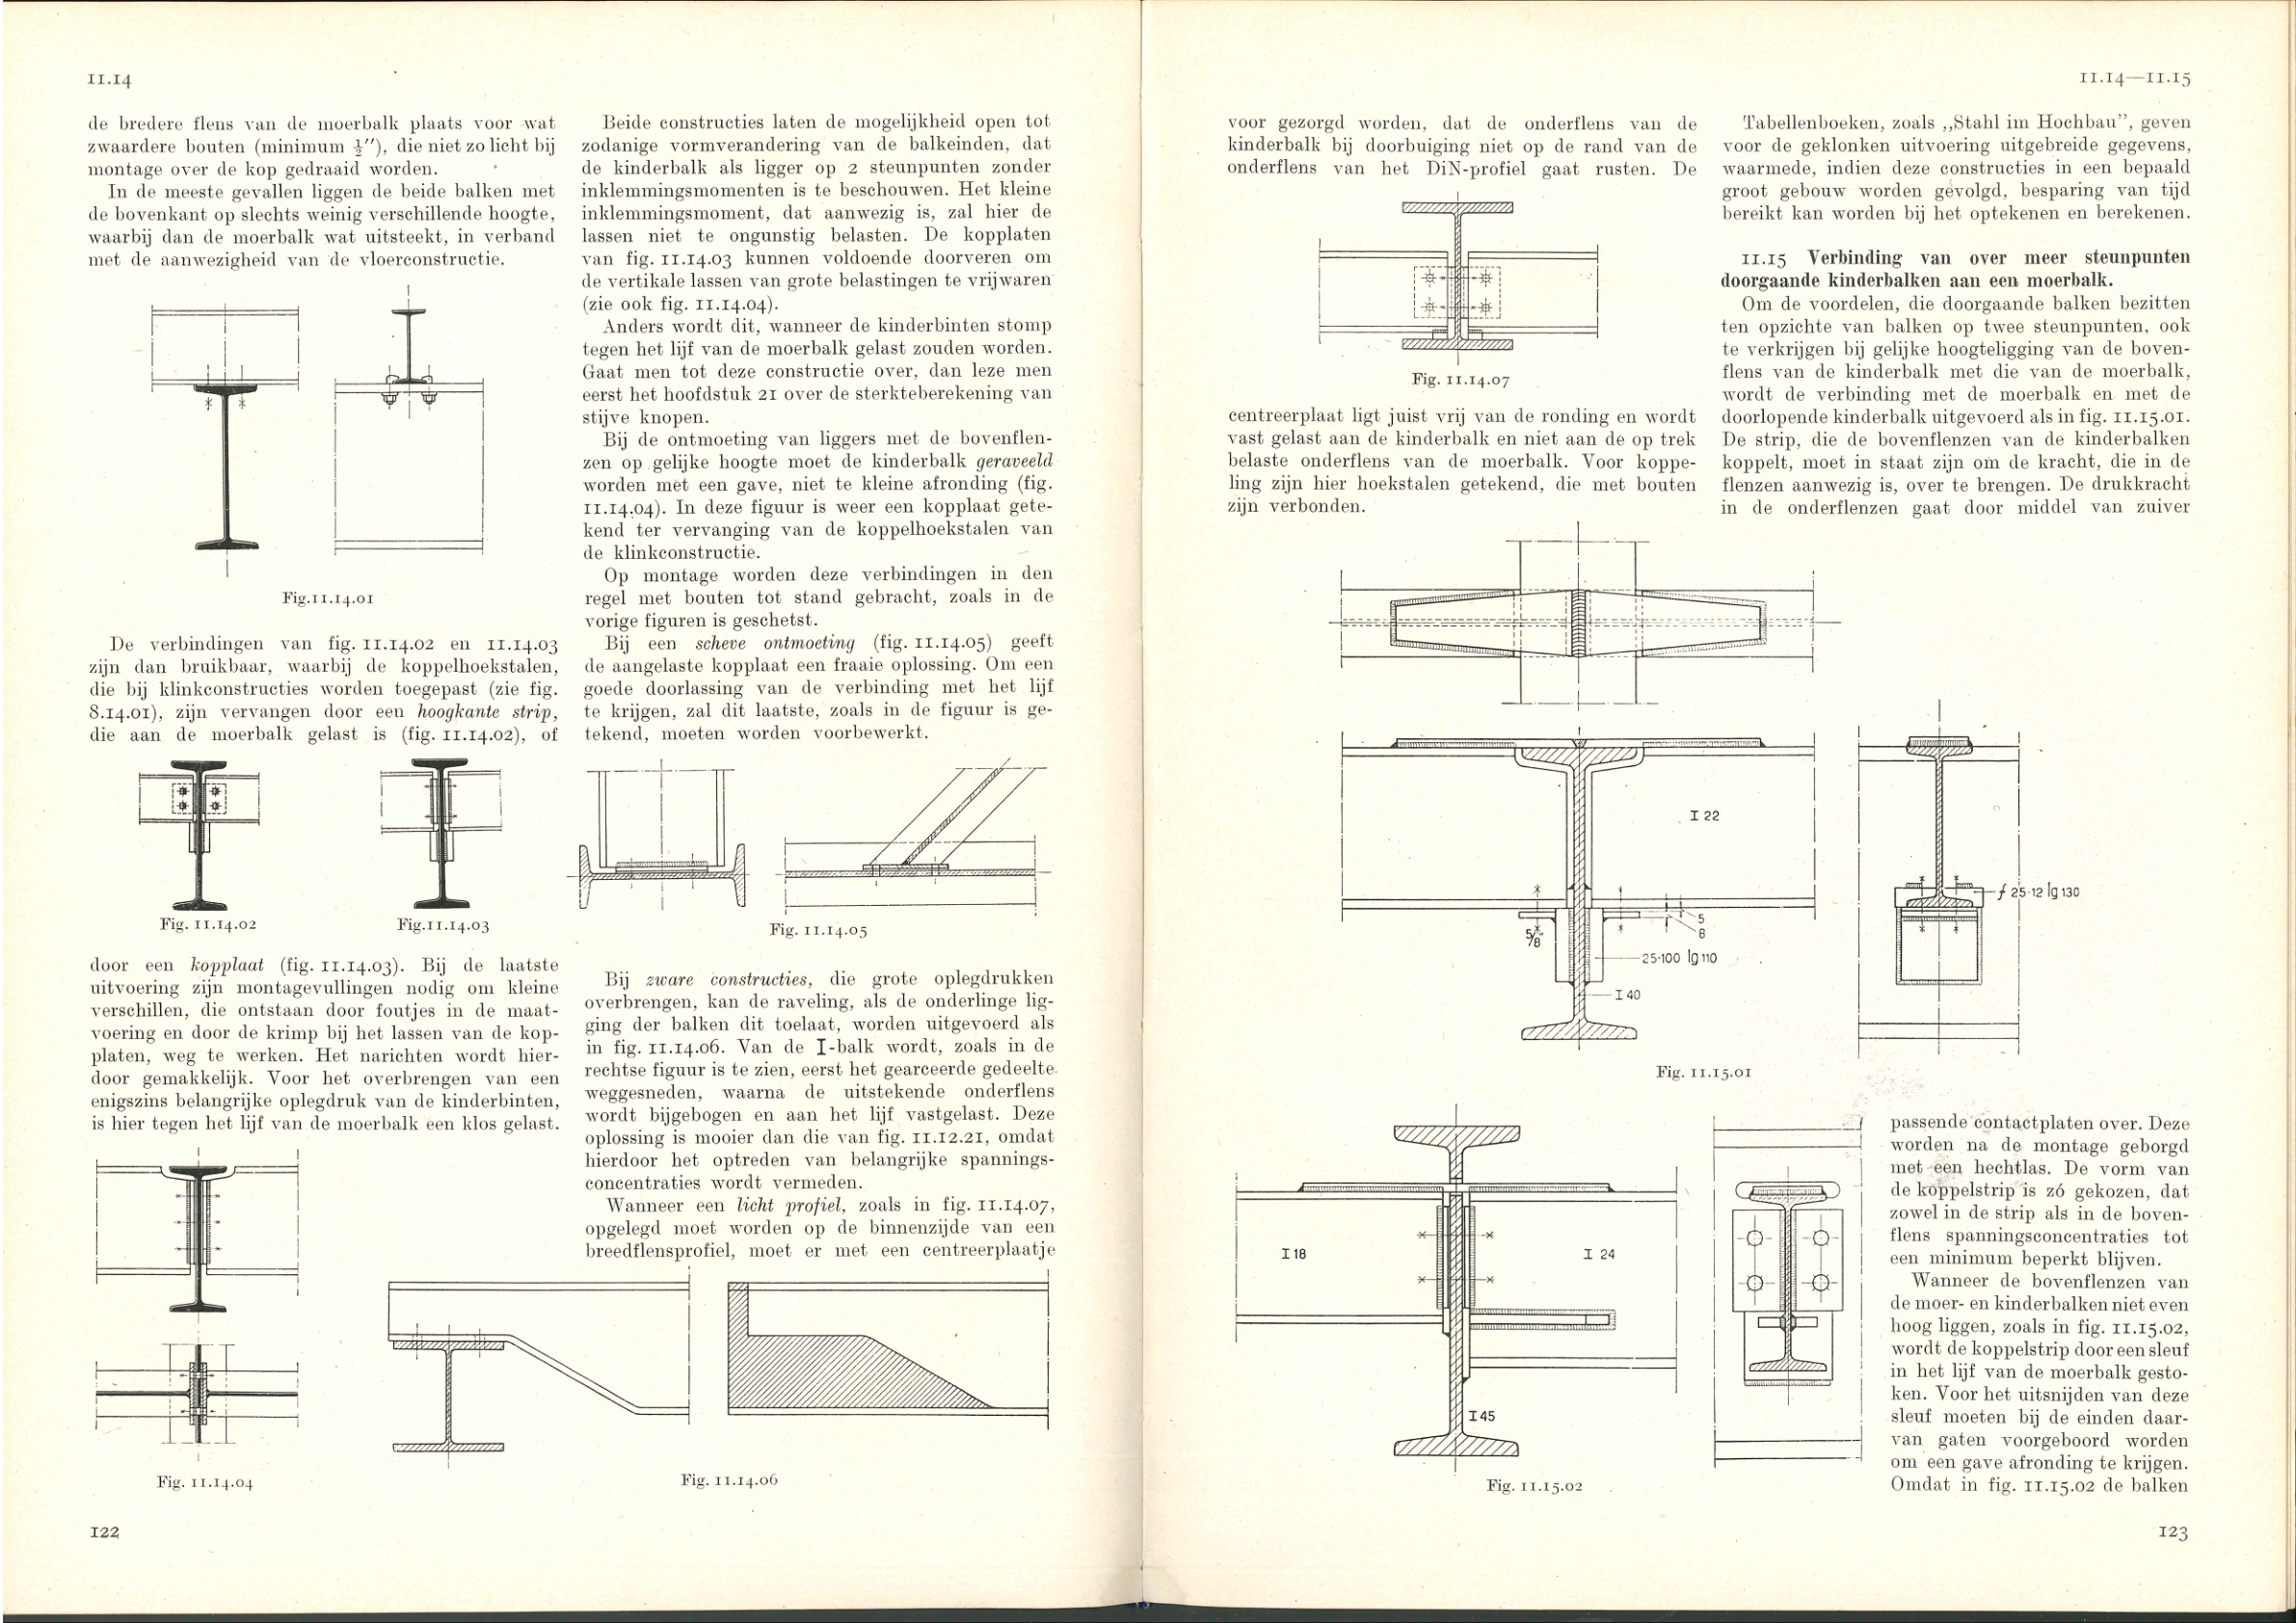 11.14
de bredere flens van de moerbalk plaats voor wat
zwaardere bouten (minimum ½″), die niet zo licht bij
montage over de kop gedraaid worden.
In de meeste gevallen liggen de beide balken met
de bovenkant op slechts weinig verschillende hoogte,
waarbij dan de moerbalk wat uitsteekt, in verband
met de aanwezigheid van de vloerconstructie.
Fig.11.14.01
De verbindingen van fig. 11.14.02 en 11.14.03
zijn dan bruikbaar, waarbij de koppelhoekstalen,
die bij klinkconstructies worden toegepast (zie fig.
8.14.01), zijn vervangen door een hoogkante strip,
die aan de moerbalk gelast is (fig. 11.14.02), of
Fig. 11.14.02
Fig.11.14.03
door een kopplaat (fig. 11.14.03). Bij de laatste
uitvoering zijn montagevullingen nodig om kleine
verschillen, die ontstaan door foutjes in de maat-
voering en door de krimp bij het lassen van de kop-
platen, weg te werken. Het narichten wordt hier-
door gemakkelijk. Voor het overbrengen van een
enigszins belangrijke oplegdruk van de kinderbinten,
is hier tegen het lijf van de moerbalk een klos gelast.
Fig. 11.14.04
122
Beide constructies laten de mogelijkheid open tot
zodanige vormverandering van de balkeinden, dat
de kinderbalk als ligger op 2 steunpunten zonder
inklemmingsmomenten is te beschouwen. Het kleine
inklemmingsmoment, dat aanwezig is, zal hier de
lassen niet te ongunstig belasten. De kopplaten
van fig. 11.14.03 kunnen voldoende doorveren om
de vertikale lassen van grote belastingen te vrijwaren
(zie ook fig. 11.14.04).
Anders wordt dit, wanneer de kinderbinten stomp
tegen het lijf van de moerbalk gelast zouden worden.
Gaat men tot deze constructie over, dan leze men
eerst het hoofdstuk 21 over de sterkteberekening van
stijve knopen.
Bij de ontmoeting van liggers met de bovenflen-
zen op gelijke hoogte moet de kinderbalk geraveeld
worden met een gave, niet te kleine afronding (fig.
11.14.04). In deze figuur is weer een kopplaat gete-
kend ter vervanging van de koppelhoekstalen van
de klinkconstructie.
Op montage worden deze verbindingen in den
regel met bouten tot stand gebracht, zoals in de
vorige figuren is geschetst.
Bij een scheve ontmoeting (fig. 11.14.05) geeft
de aangelaste kopplaat een fraaie oplossing. Om een
goede doorlassing van de verbinding met het lijf
te krijgen, zal dit laatste, zoals in de figuur is ge-
tekend, moeten worden voorbewerkt.
Fig. 11.14.05
Bij zware constructies, die grote oplegdrukken
overbrengen, kan de raveling, als de onderlinge lig-
ging der balken dit toelaat, worden uitgevoerd als
in fig. 11.14.06. Van de I-balk wordt, zoals in de
rechtse figuur is te zien, eerst het gearceerde gedeelte
weggesneden, waarna de uitstekende onderflens
wordt bijgebogen en aan het lijf vastgelast. Deze
oplossing is mooier dan die van fig. 11.12.21, omdat
hierdoor het optreden van belangrijke spannings-
concentraties wordt vermeden.
Wanneer een licht profiel, zoals in fig. 11.14.07,
opgelegd moet worden op de binnenzijde van een
breedflensprofiel, moet er met een centreerplaatje
Fig. 11.14.06
11.14—11.15
voor gezorgd worden, dat de onderflens van de
kinderbalk bij doorbuiging niet op de rand van de
onderflens van het DiN-profiel gaat rusten. De
Fig. 11.14.07
centreerplaat ligt juist vrij van de ronding en wordt
vast gelast aan de kinderbalk en niet aan de op trek
belaste onderflens van de moerbalk. Voor koppe-
ling zijn hier hoekstalen getekend, die met bouten
zijn verbonden.
Tabellenboeken, zoals „Stahl im Hochbau”, geven
voor de geklonken uitvoering uitgebreide gegevens,
waarmede, indien deze constructies in een bepaald
groot gebouw worden gevolgd, besparing van tijd
bereikt kan worden bij het optekenen en berekenen.
11.15 Verbinding van over meer steunpunten
doorgaande kinderbalken aan een moerbalk.
Om de voordelen, die doorgaande balken bezitten
ten opzichte van balken op twee steunpunten, ook
te verkrijgen bij gelijke hoogteligging van de boven-
flens van de kinderbalk met die van de moerbalk,
wordt de verbinding met de moerbalk en met de
doorlopende kinderbalk uitgevoerd als in fig. 11.15.01.
De strip, die de bovenflenzen van de kinderbalken
koppelt, moet in staat zijn om de kracht, die in de
flenzen aanwezig is, over te brengen. De drukkracht
in de onderflenzen gaat door middel van zuiver
I 22
5
8
5/8"
25·100 lg 110
I 40
25·12 lg 130
Fig. 11.15.01
I 18
I 24
I 45
Fig. 11.15.02
passende contactplaten over. Deze
worden na de montage geborgd
met een hechtlas. De vorm van
de koppelstrip is zó gekozen, dat
zowel in de strip als in de boven-
flens spanningsconcentraties tot
een minimum beperkt blijven.
Wanneer de bovenflenzen van
de moer- en kinderbalken niet even
hoog liggen, zoals in fig. 11.15.02,
wordt de koppelstrip door een sleuf
in het lijf van de moerbalk gesto-
ken. Voor het uitsnijden van deze
sleuf moeten bij de einden daar-
van gaten voorgeboord worden
om een gave afronding te krijgen.
Omdat in fig. 11.15.02 de balken
123